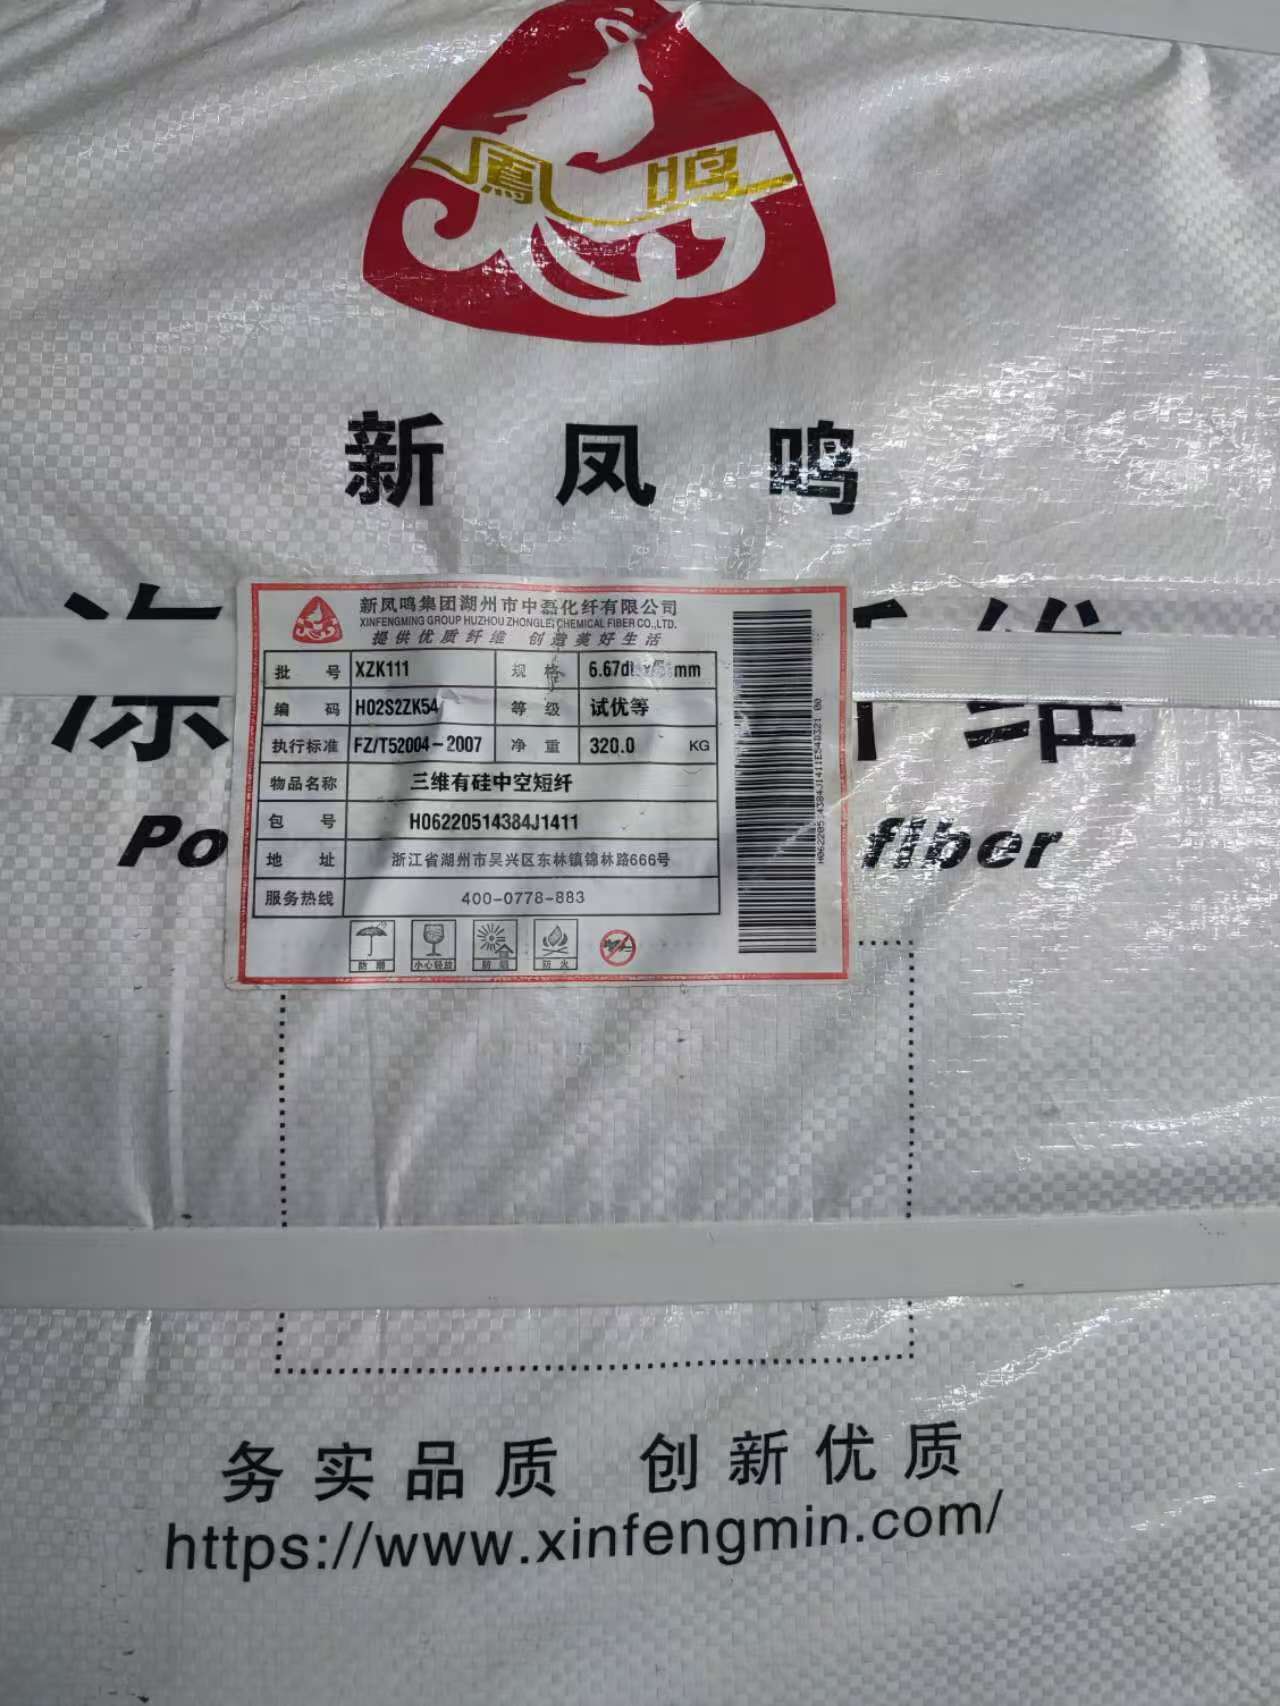 鳳鸣
新凤鸣
涤 纤维
Po fiber
新凤鸣集团湖州市中磊化纤有限公司
XINFENGMING GROUP HUZHOU ZHONGLEI CHEMICAL FIBER CO.,LTD.
提供优质纤维 创造美好生活
批号 XZK111 规格 mm
编码 H02S2ZK54 等级 试优等
执行标准 FZ/T52004-2007 净重 320.0 KG
物品名称 三维有硅中空短纤
包号 H06220514384J1411
地址 浙江省湖州市吴兴区东林镇锦林路666号
服务热线 400-0778-883
防潮 小心轻放 防晒 防火
务实品质 创新优质
https://www.xinfengmin.com/